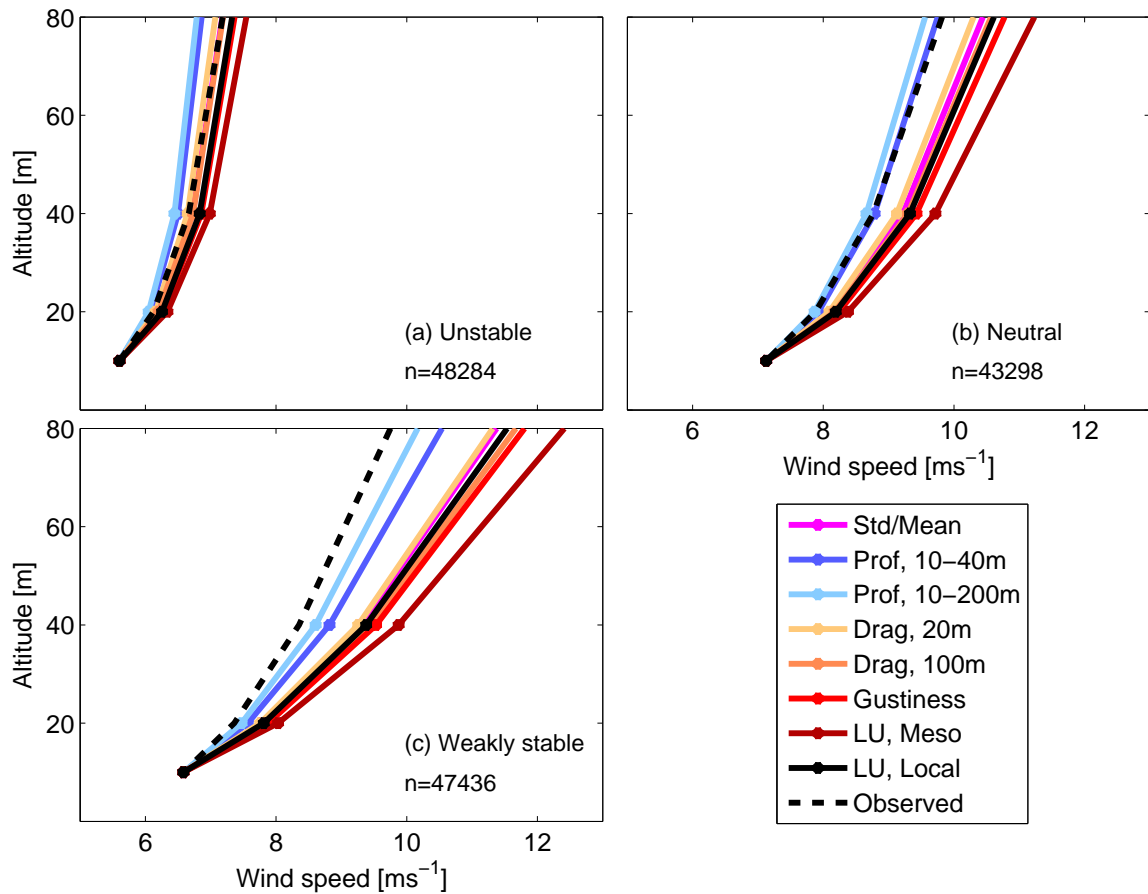 80
60
40
20
Altitude [m]
(a) Unstable
n=48284
(b) Neutral
n=43298
6 8 10 12
Wind speed [ms⁻¹]
80
60
40
20
Altitude [m]
(c) Weakly stable
n=47436
6 8 10 12
Wind speed [ms⁻¹]
Std/Mean
Prof, 10−40m
Prof, 10−200m
Drag, 20m
Drag, 100m
Gustiness
LU, Meso
LU, Local
Observed